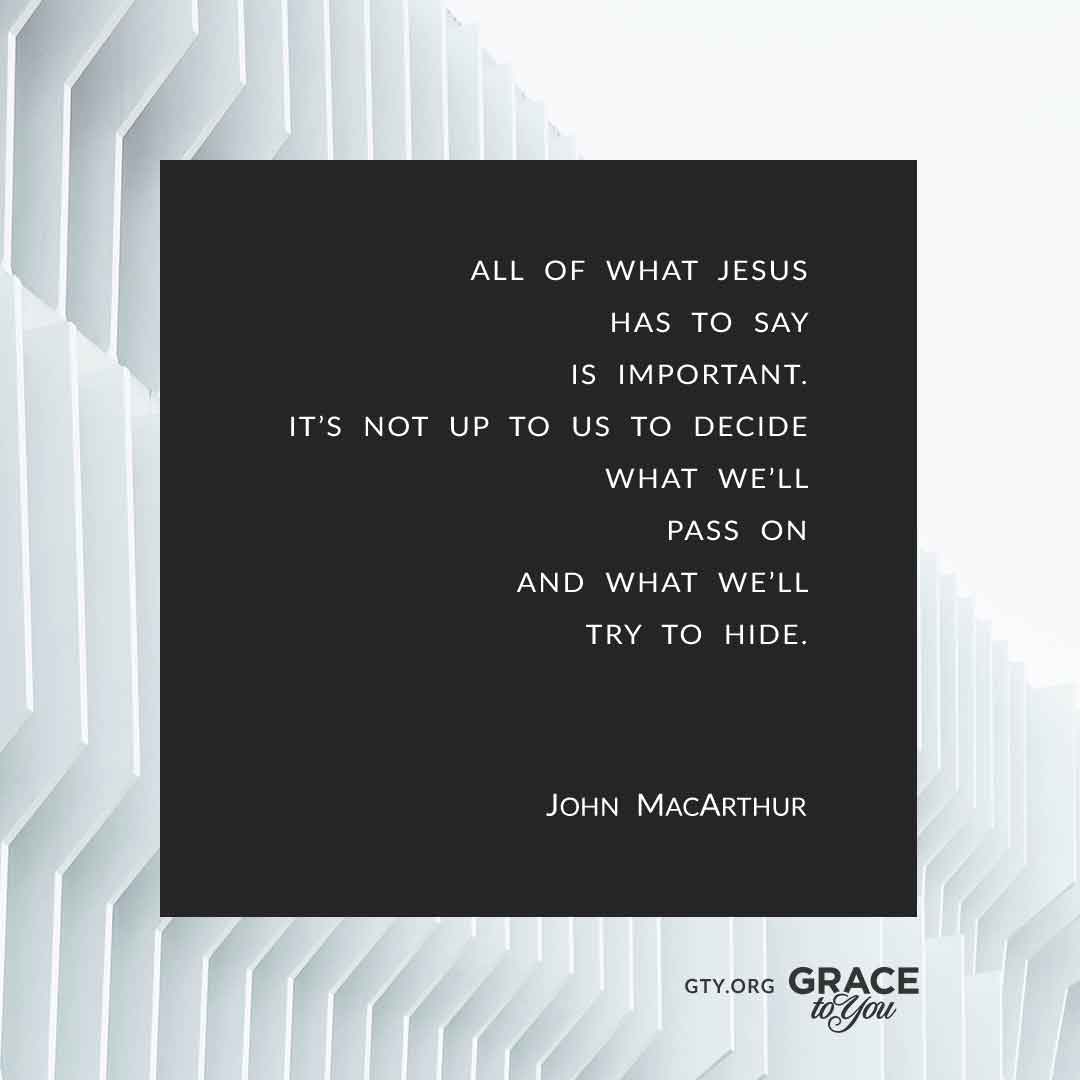 ALL OF WHAT JESUS
HAS TO SAY
IS IMPORTANT.
IT’S NOT UP TO US TO DECIDE
WHAT WE’LL
PASS ON
AND WHAT WE’LL
TRY TO HIDE.
JOHN MACARTHUR
GTY.ORG GRACE
to You